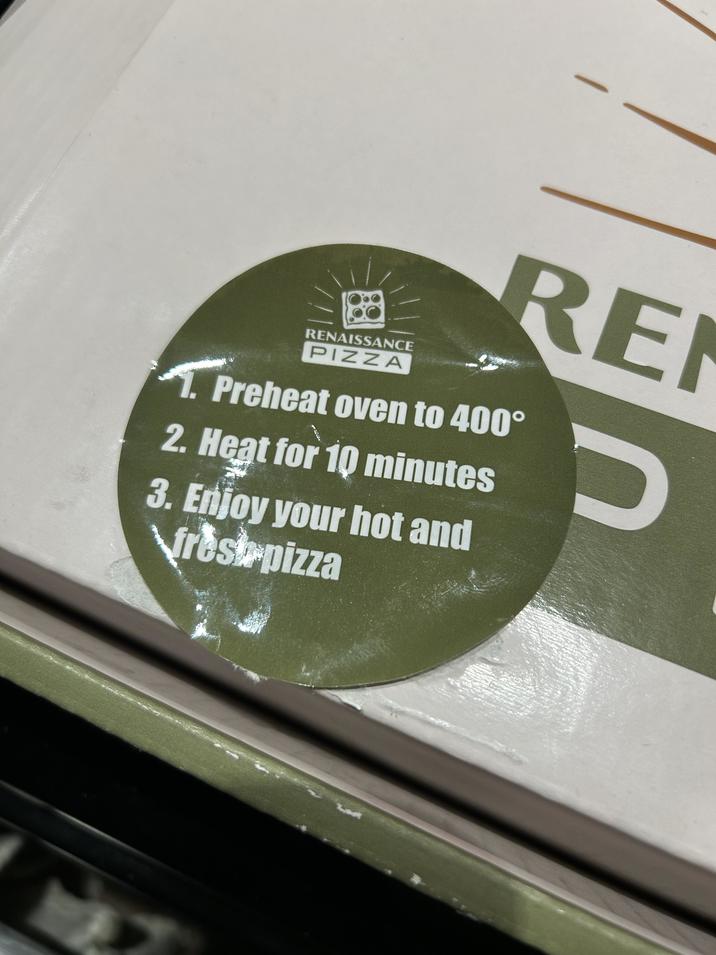 RENAISSANCE
PIZZA
1. Preheat oven to 400°
2. Heat for 10 minutes
3. Enjoy your hot and
fresh pizza
REN